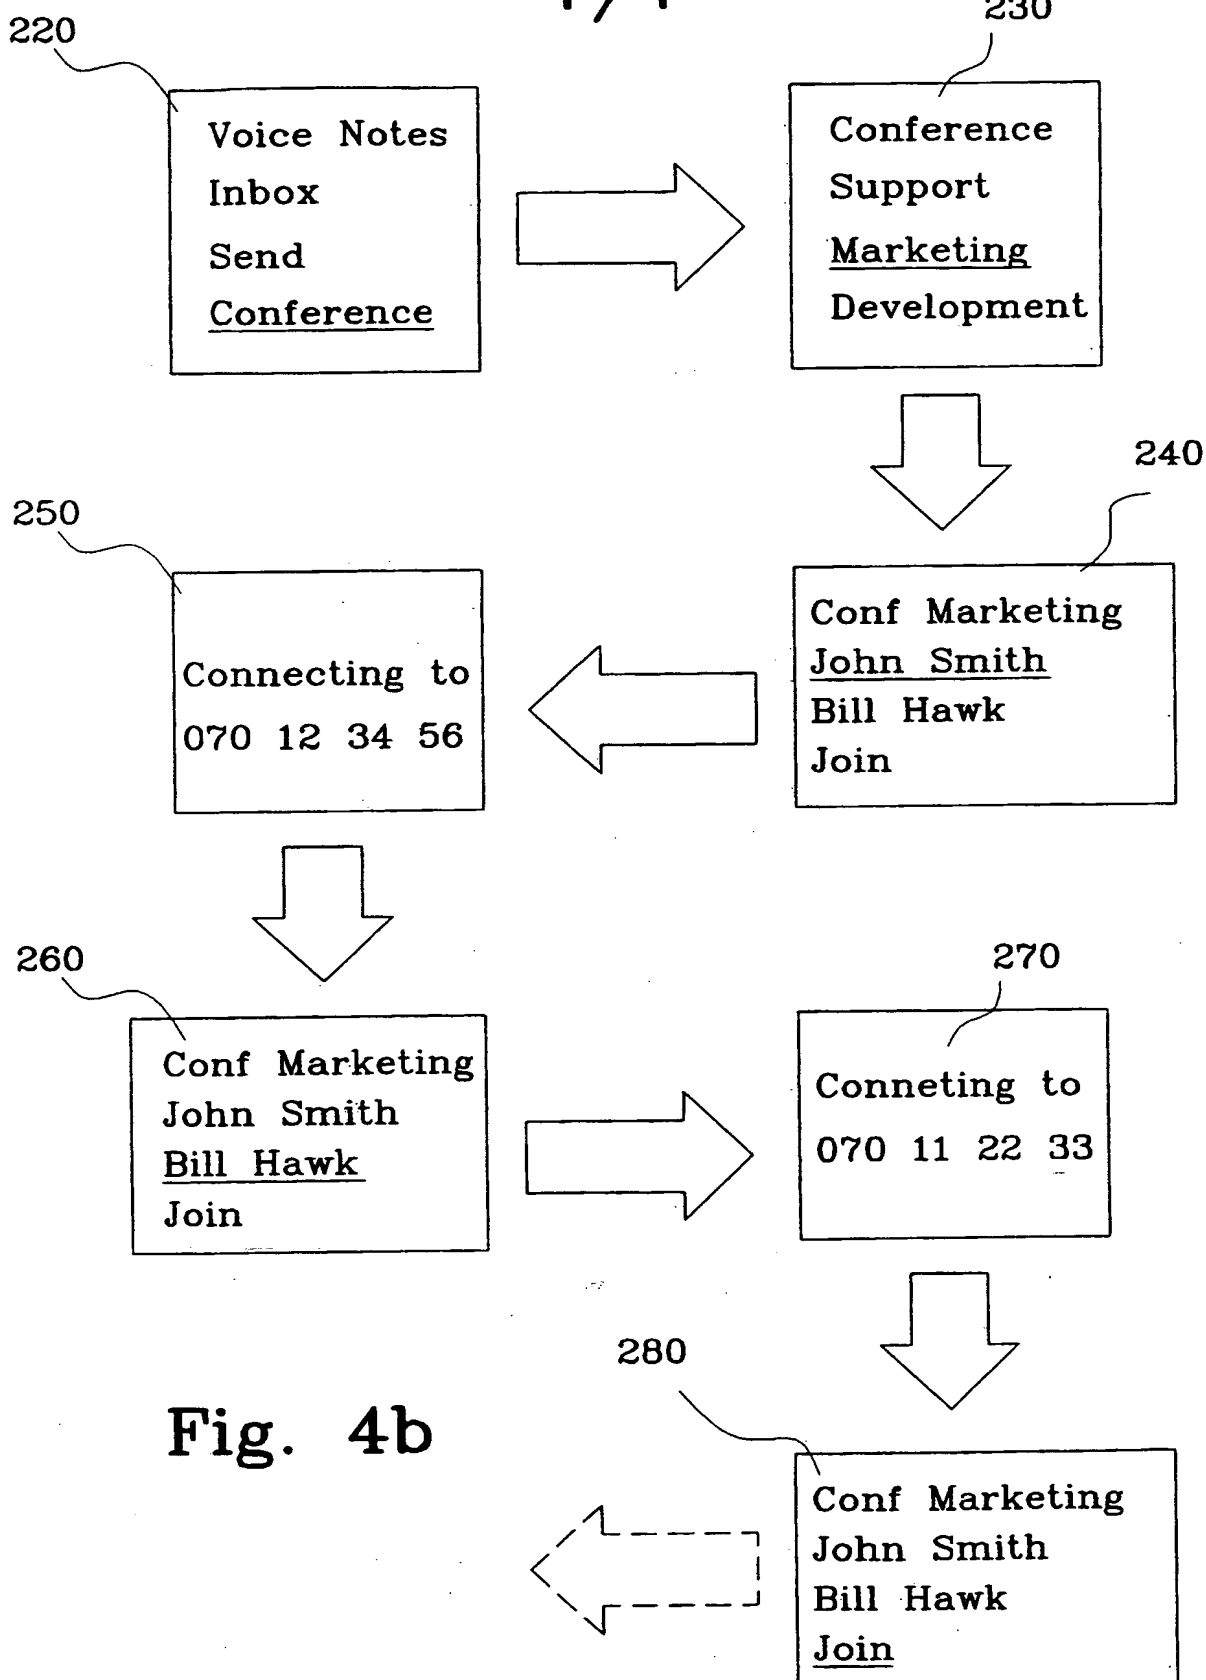 220
230
Voice Notes
Inbox
Send
Conference
Conference
Support
Marketing
Development
240
250
Conf Marketing
John Smith
Bill Hawk
Join
Connecting to
070 12 34 56
260
270
Conf Marketing
John Smith
Bill Hawk
Join
Conneting to
070 11 22 33
280
Fig. 4b
Conf Marketing
John Smith
Bill Hawk
Join